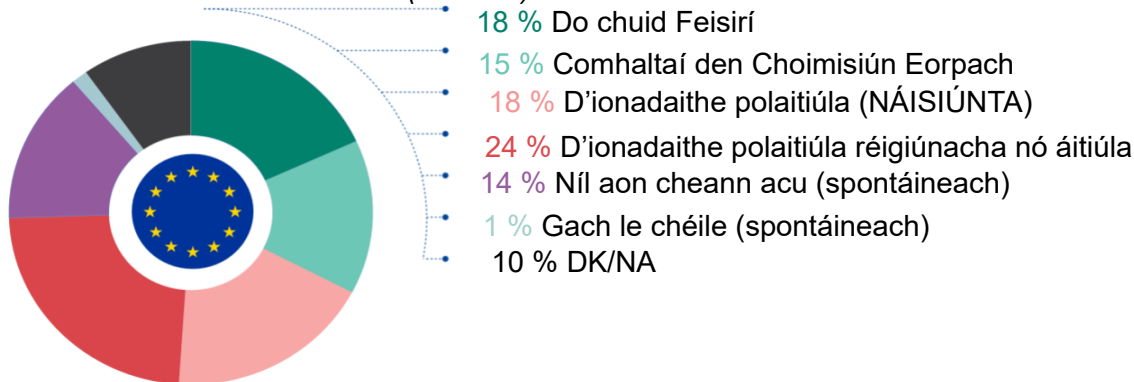 18 % Do chuid Feisirí
15 % Comhaltaí den Choimisiún Eorpach
18 % D'ionadaithe polaitiúla (NÁISIÚNTA)
24 % D'ionadaithe polaitiúla réigiúnacha nó áitiúla
14 % Níl aon cheann acu (spontáineach)
1 % Gach le chéile (spontáineach)
10 % DK/NA